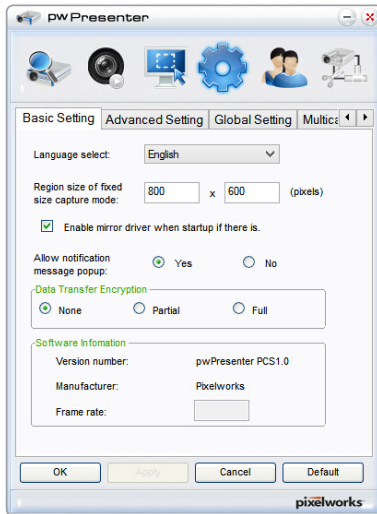 pwPresenter
Basic Setting Advanced Setting Global Setting Multica
Language select: English
Region size of fixed size capture mode: 800 x 600 (pixels)
Enable mirror driver when startup if there is.
Allow notification message popup: Yes No
Data Transfer Encryption
None Partial Full
Software Infomation
Version number: pwPresenter PCS1.0
Manufacturer: Pixelworks
Frame rate:
OK Apply Cancel Default
pixelworks